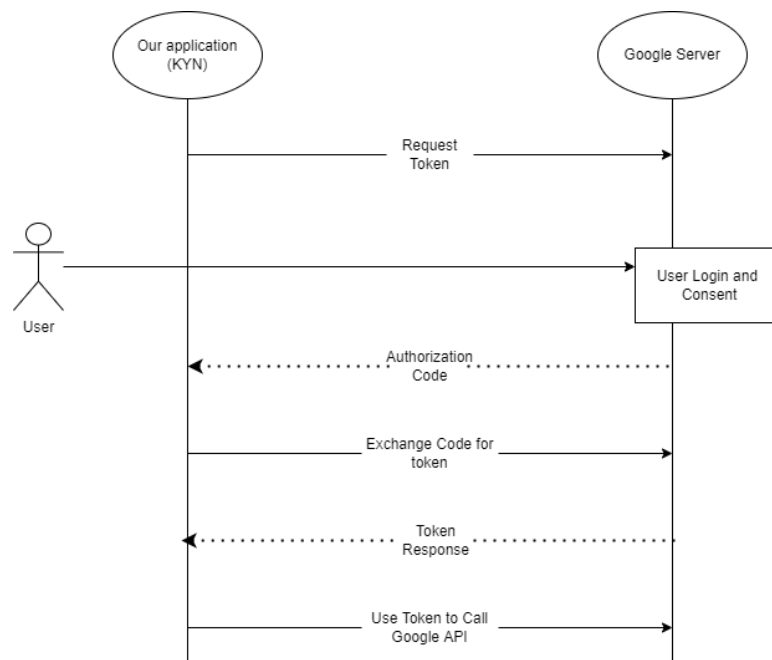 Our application
(KYN)
Google Server
Request
Token
User Login and
Consent
User
Authorization
Code
Exchange Code for
token
Token
Response
Use Token to Call
Google API